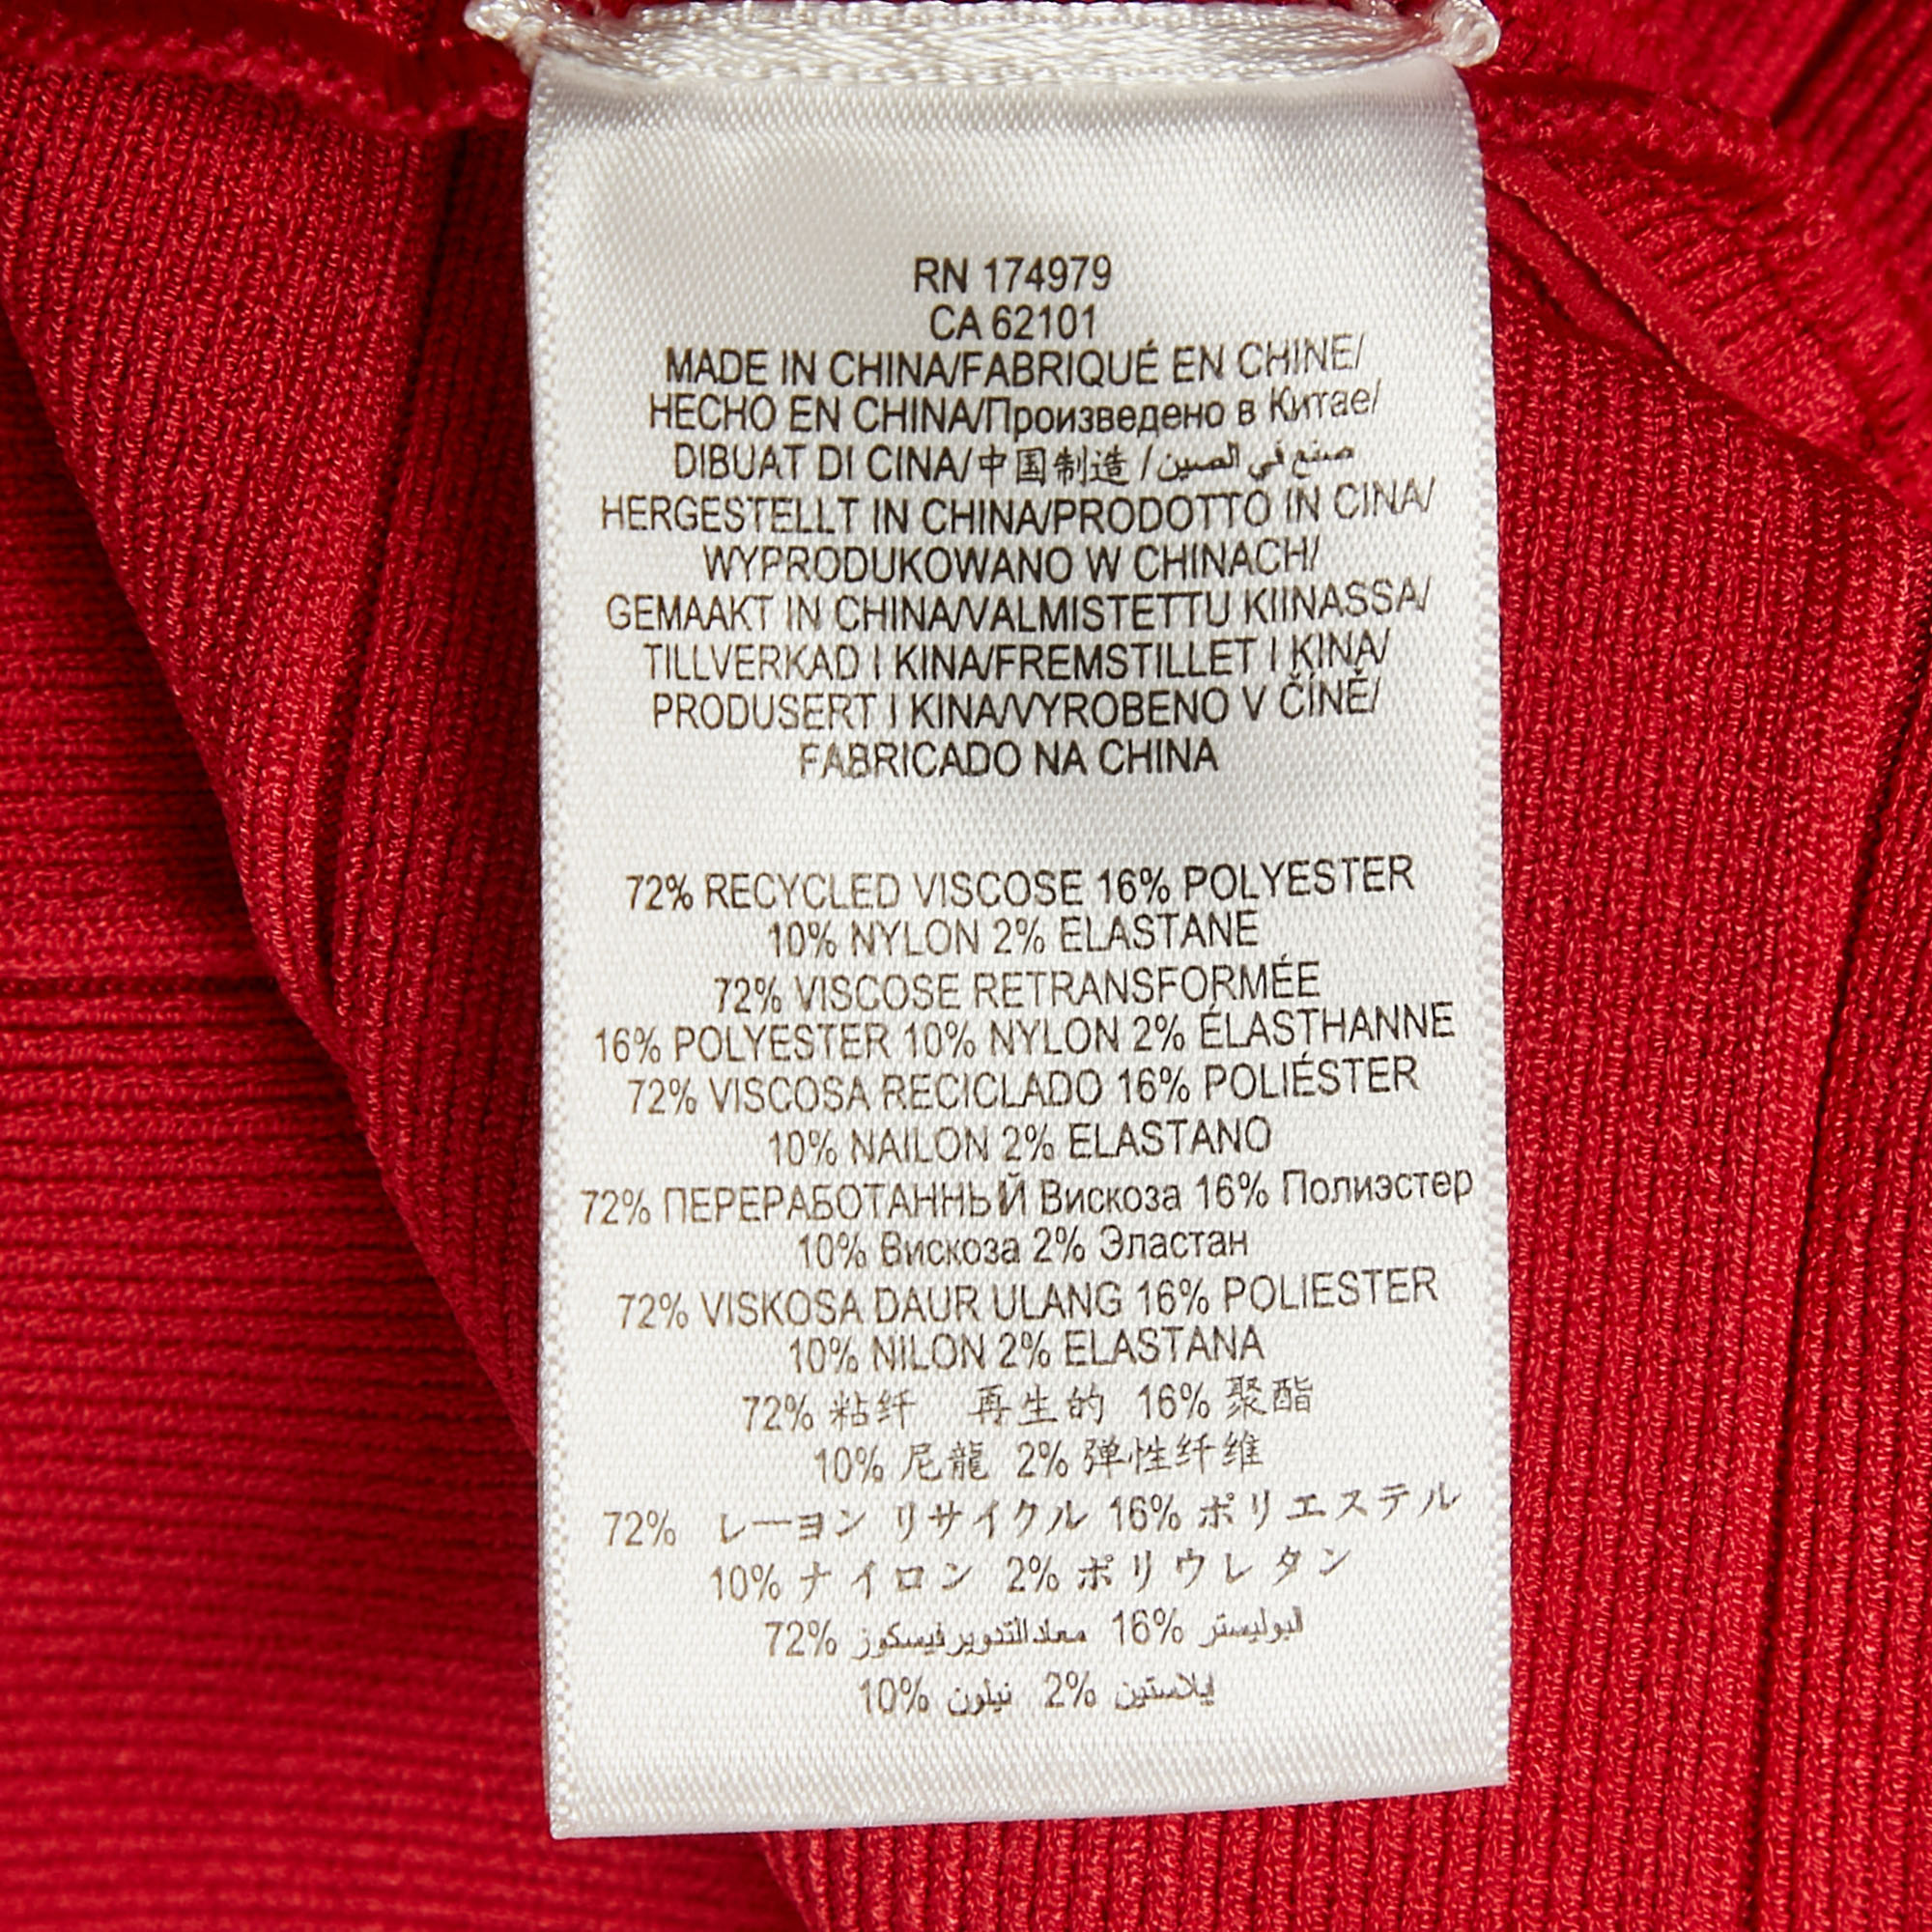 RN 174979
CA 62101
MADE IN CHINA/FABRIQUÉ EN CHINE/
HECHO EN CHINA/Произведено в Китае/
DIBUAT DI CINA/中国制造 /صنع في الصين
HERGESTELLT IN CHINA/PRODOTTO IN CINA/
WYPRODUKOWANO W CHINACH/
GEMAAKT IN CHINA/VALMISTETTU KIINASSA/
TILLVERKAD I KINA/FREMSTILLET I KINA/
PRODUSERT I KINA/VYROBENO V ČÍNĚ/
FABRICADO NA CHINA
72% RECYCLED VISCOSE 16% POLYESTER
10% NYLON 2% ELASTANE
72% VISCOSE RETRANSFORMÉE
16% POLYESTER 10% NYLON 2% ÉLASTHANNE
72% VISCOSA RECICLADO 16% POLIÉSTER
10% NAILON 2% ELASTANO
72% ПЕРЕРАБОТАННЫЙ Вискоза 16% Полиэстер
10% Вискоза 2% Эластан
72% VISKOSA DAUR ULANG 16% POLIESTER
10% NILON 2% ELASTANA
72% 粘纤 再生的 16% 聚酯
10% 尼龍 2% 弹性纤维
72% レーヨン リサイクル 16% ポリエステル
10% ナイロン 2% ポリウレタン
72% معادالتدوير فيسكوز 16% البوليستر
10% نيلون 2% إيلاستين